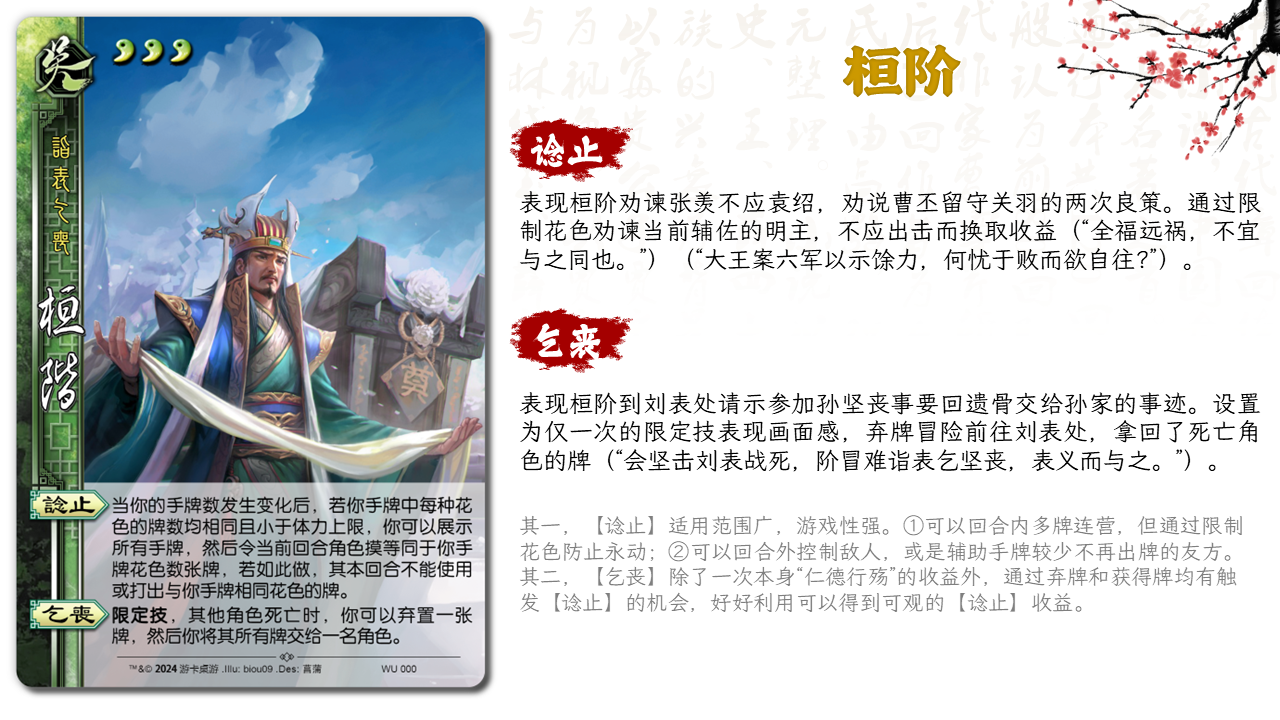 吴
詣表乞喪
桓階
奠
諗止
当你的手牌数发生变化后，若你手牌中每种花
色的牌数均相同且小于体力上限，你可以展示
所有手牌，然后令当前回合角色摸等同于你手
牌花色数张牌，若如此做，其本回合不能使用
或打出与你手牌相同花色的牌。
乞喪
限定技，其他角色死亡时，你可以弃置一张
牌，然后你将其所有牌交给一名角色。
™&© 2024 游卡桌游 .Illu: biou09 .Des: 菖蒲 WU 000
桓阶
谂止
表现桓阶劝谏张羡不应袁绍，劝说曹丕留守关羽的两次良策。通过限
制花色劝谏当前辅佐的明主，不应出击而换取收益（“全福远祸，不宜
与之同也。”）（“大王案六军以示馀力，何忧于败而欲自往?”）。
乞丧
表现桓阶到刘表处请示参加孙坚丧事要回遗骨交给孙家的事迹。设置
为仅一次的限定技表现画面感，弃牌冒险前往刘表处，拿回了死亡角
色的牌（“会坚击刘表战死，阶冒难诣表乞坚丧，表义而与之。”）。
其一，【谂止】适用范围广，游戏性强。①可以回合内多牌连营，但通过限制
花色防止永动；②可以回合外控制敌人，或是辅助手牌较少不再出牌的友方。
其二，【乞丧】除了一次本身“仁德行殇”的收益外，通过弃牌和获得牌均有触
发【谂止】的机会，好好利用可以得到可观的【谂止】收益。